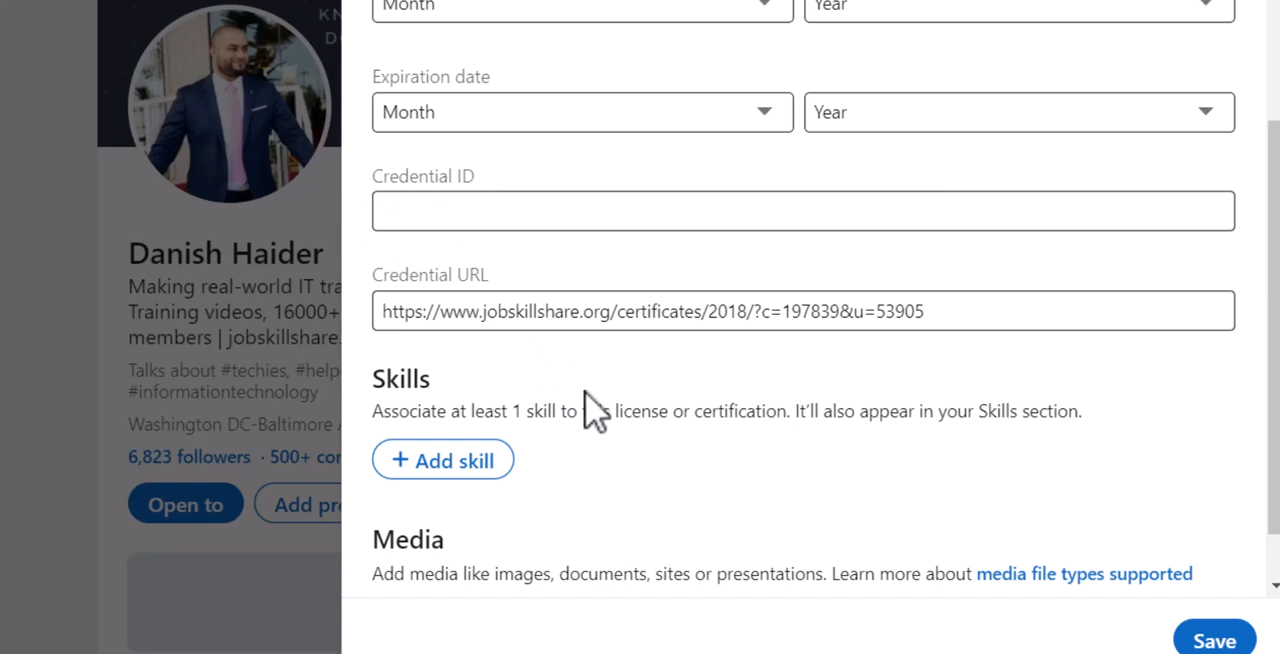 KN
D
Month
Year
Expiration date
Month
Year
Credential ID
Credential URL
https://www.jobskillshare.org/certificates/2018/?c=197839&u=53905
Danish Haider
Making real-world IT tra
Training videos, 16000+
members | jobskillshare.
Talks about #techies, #help
#informationtechnology
Washington DC-Baltimore A
6,823 followers · 500+ cor
Open to
Add pro
Skills
Associate at least 1 skill to license or certification. It'll also appear in your Skills section.
+ Add skill
Media
Add media like images, documents, sites or presentations. Learn more about media file types supported
Save